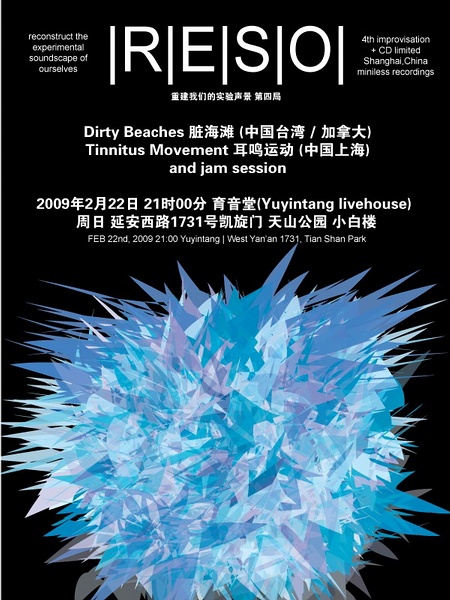 reconstruct the
experimental
soundscape of
ourselves
|R|E|S|O|
4th improvisation
+ CD limited
Shanghai,China
miniless recordings
重建我们的实验声景 第四局
Dirty Beaches 脏海滩 (中国台湾 / 加拿大)
Tinnitus Movement 耳鸣运动 (中国上海)
and jam session
2009年2月22日 21时00分 育音堂(Yuyintang livehouse)
周日 延安西路1731号凯旋门 天山公园 小白楼
FEB 22nd, 2009 21:00 Yuyintang | West Yan'an 1731, Tian Shan Park